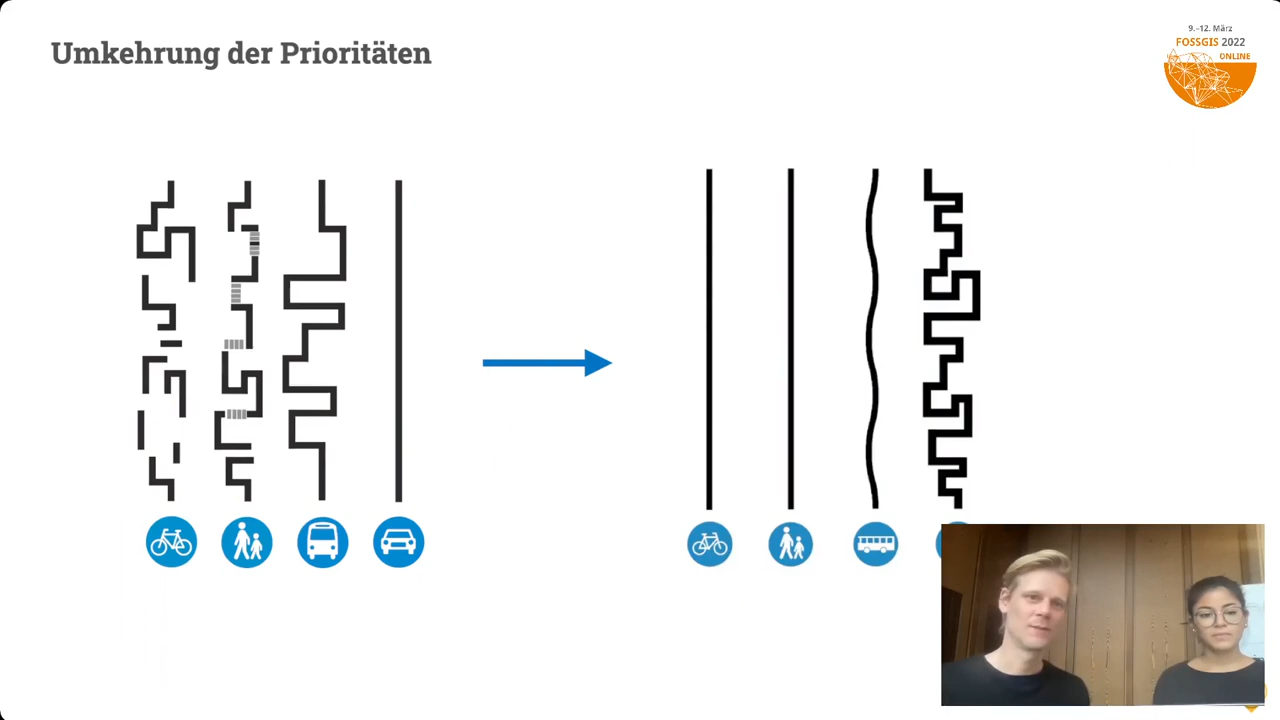 Umkehrung der Prioritäten
9.-12. März
FOSSGIS 2022
ONLINE